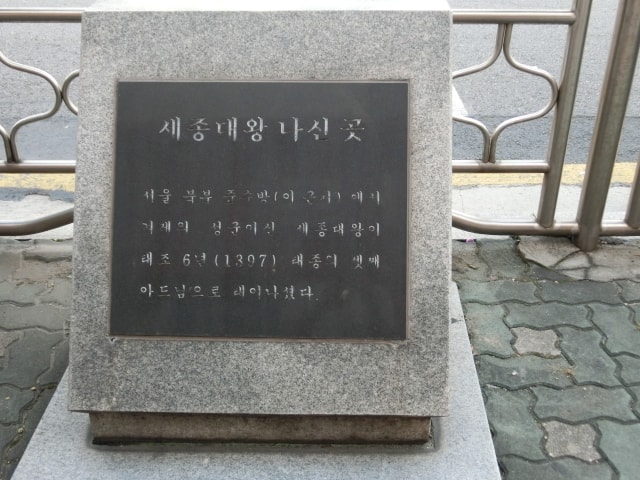 세종대왕 나신 곳
서울 북부 준수방(이 근처) 에서
겨레의 성군이신 세종대왕이
태조 6년 (1397) 태종의 셋째
아드님으로 태어나셨다.